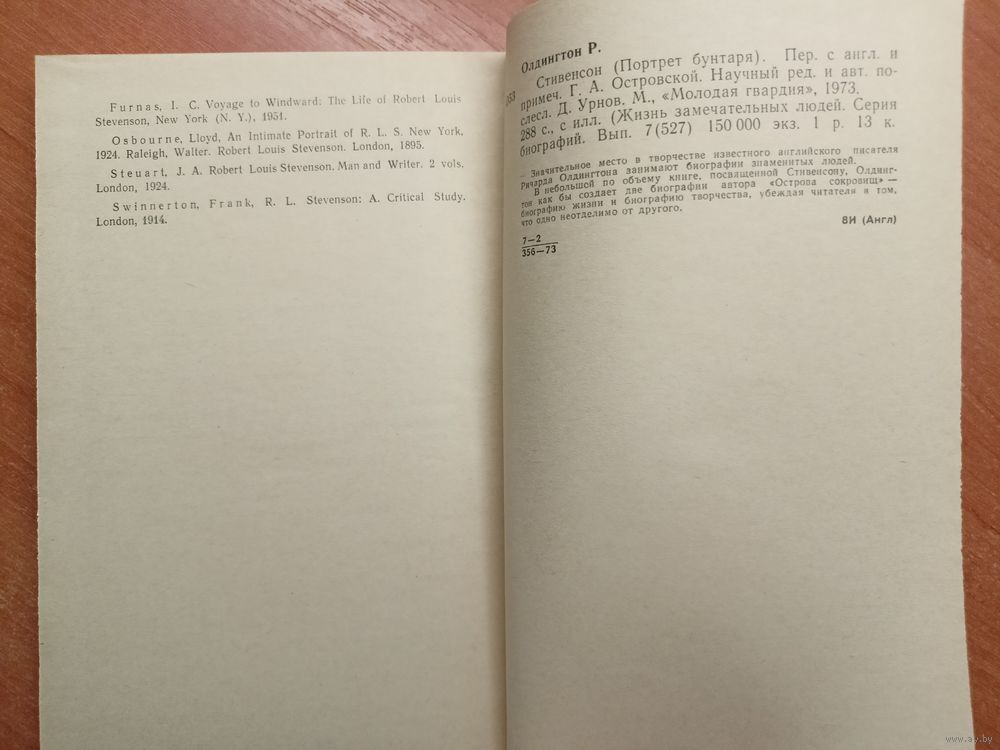 Furnas, I. C. Voyage to Windward: The Life of Robert Louis
Stevenson, New York (N. Y.), 1951.
Osbourne, Lloyd, An Intimate Portrait of R. L. S. New York,
1924. Raleigh, Walter. Robert Louis Stevenson. London, 1895.
Steuart, J. A. Robert Louis Stevenson. Man and Writer. 2 vols,
London, 1924.
Swinnerton, Frank, R. L. Stevenson: A. Critical Study.
London, 1914.
Олдингтон Р.
Стивенсон (Портрет бунтаря). Пер. с англ. и
примеч. Г. А. Островской. Научный ред. и авт. по-
слесл. Д. Урнов. М., «Молодая гвардия», 1973.
288 с., с илл. (Жизнь замечательных людей. Серия
биографий. Вып. 7(527) 150 000 экз. 1 р. 13 к.
Значительное место в творчестве известного английского писателя
Ричарда Олдингтона занимают биографии знаменитых людей.
В небольшой по объему книге, посвященной Стивенсону, Олдинг-
тон как бы создает две биографии автора «Острова сокровищ» —
биографию жизни и биографию творчества, убеждая читателя в том,
что одно неотделимо от другого.
8И (Англ)
7—2
356—73
www.ay.by